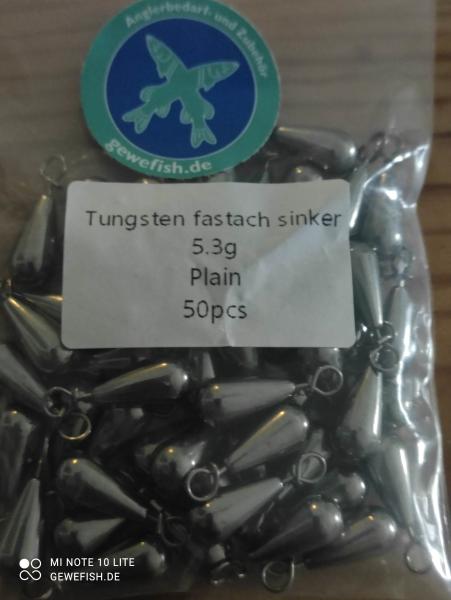 Anglerbedarf- und Zubehör
gewefish.de
Tungsten fastach sinker
5.3g
Plain
50pcs
MI NOTE 10 LITE
GEWEFISH.DE